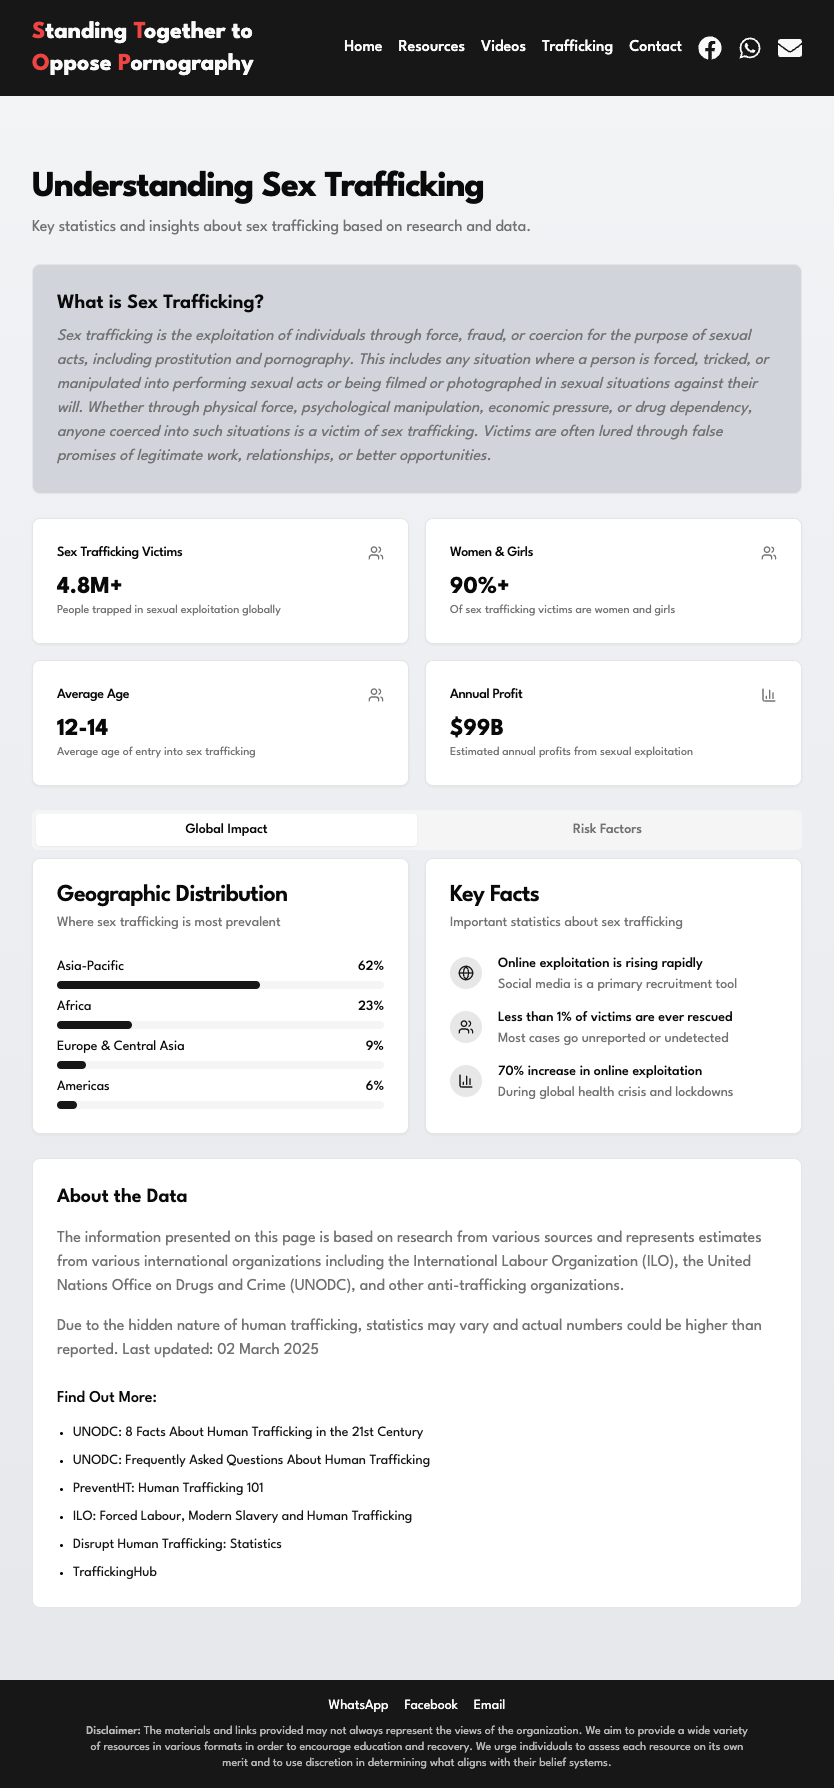 Standing Together to
Oppose Pornography
Home Resources Videos Trafficking Contact
Understanding Sex Trafficking
Key statistics and insights about sex trafficking based on research and data.
What is Sex Trafficking?
Sex trafficking is the exploitation of individuals through force, fraud, or coercion for the purpose of sexual
acts, including prostitution and pornography. This includes any situation where a person is forced, tricked, or
manipulated into performing sexual acts or being filmed or photographed in sexual situations against their
will. Whether through physical force, psychological manipulation, economic pressure, or drug dependency,
anyone coerced into such situations is a victim of sex trafficking. Victims are often lured through false
promises of legitimate work, relationships, or better opportunities.
Sex Trafficking Victims
4.8M+
People trapped in sexual exploitation globally
Women & Girls
90%+
Of sex trafficking victims are women and girls
Average Age
12-14
Average age of entry into sex trafficking
Annual Profit
$99B
Estimated annual profits from sexual exploitation
Global Impact
Risk Factors
Geographic Distribution
Where sex trafficking is most prevalent
Asia-Pacific 62%
Africa 23%
Europe & Central Asia 9%
Americas 6%
Key Facts
Important statistics about sex trafficking
Online exploitation is rising rapidly
Social media is a primary recruitment tool
Less than 1% of victims are ever rescued
Most cases go unreported or undetected
70% increase in online exploitation
During global health crisis and lockdowns
About the Data
The information presented on this page is based on research from various sources and represents estimates
from various international organizations including the International Labour Organization (ILO), the United
Nations Office on Drugs and Crime (UNODC), and other anti-trafficking organizations.
Due to the hidden nature of human trafficking, statistics may vary and actual numbers could be higher than
reported. Last updated: 02 March 2025
Find Out More:
• UNODC: 8 Facts About Human Trafficking in the 21st Century
• UNODC: Frequently Asked Questions About Human Trafficking
• PreventHT: Human Trafficking 101
• ILO: Forced Labour, Modern Slavery and Human Trafficking
• Disrupt Human Trafficking: Statistics
• TraffickingHub
WhatsApp Facebook Email
Disclaimer: The materials and links provided may not always represent the views of the organization. We aim to provide a wide variety
of resources in various formats in order to encourage education and recovery. We urge individuals to assess each resource on its own
merit and to use discretion in determining what aligns with their belief systems.